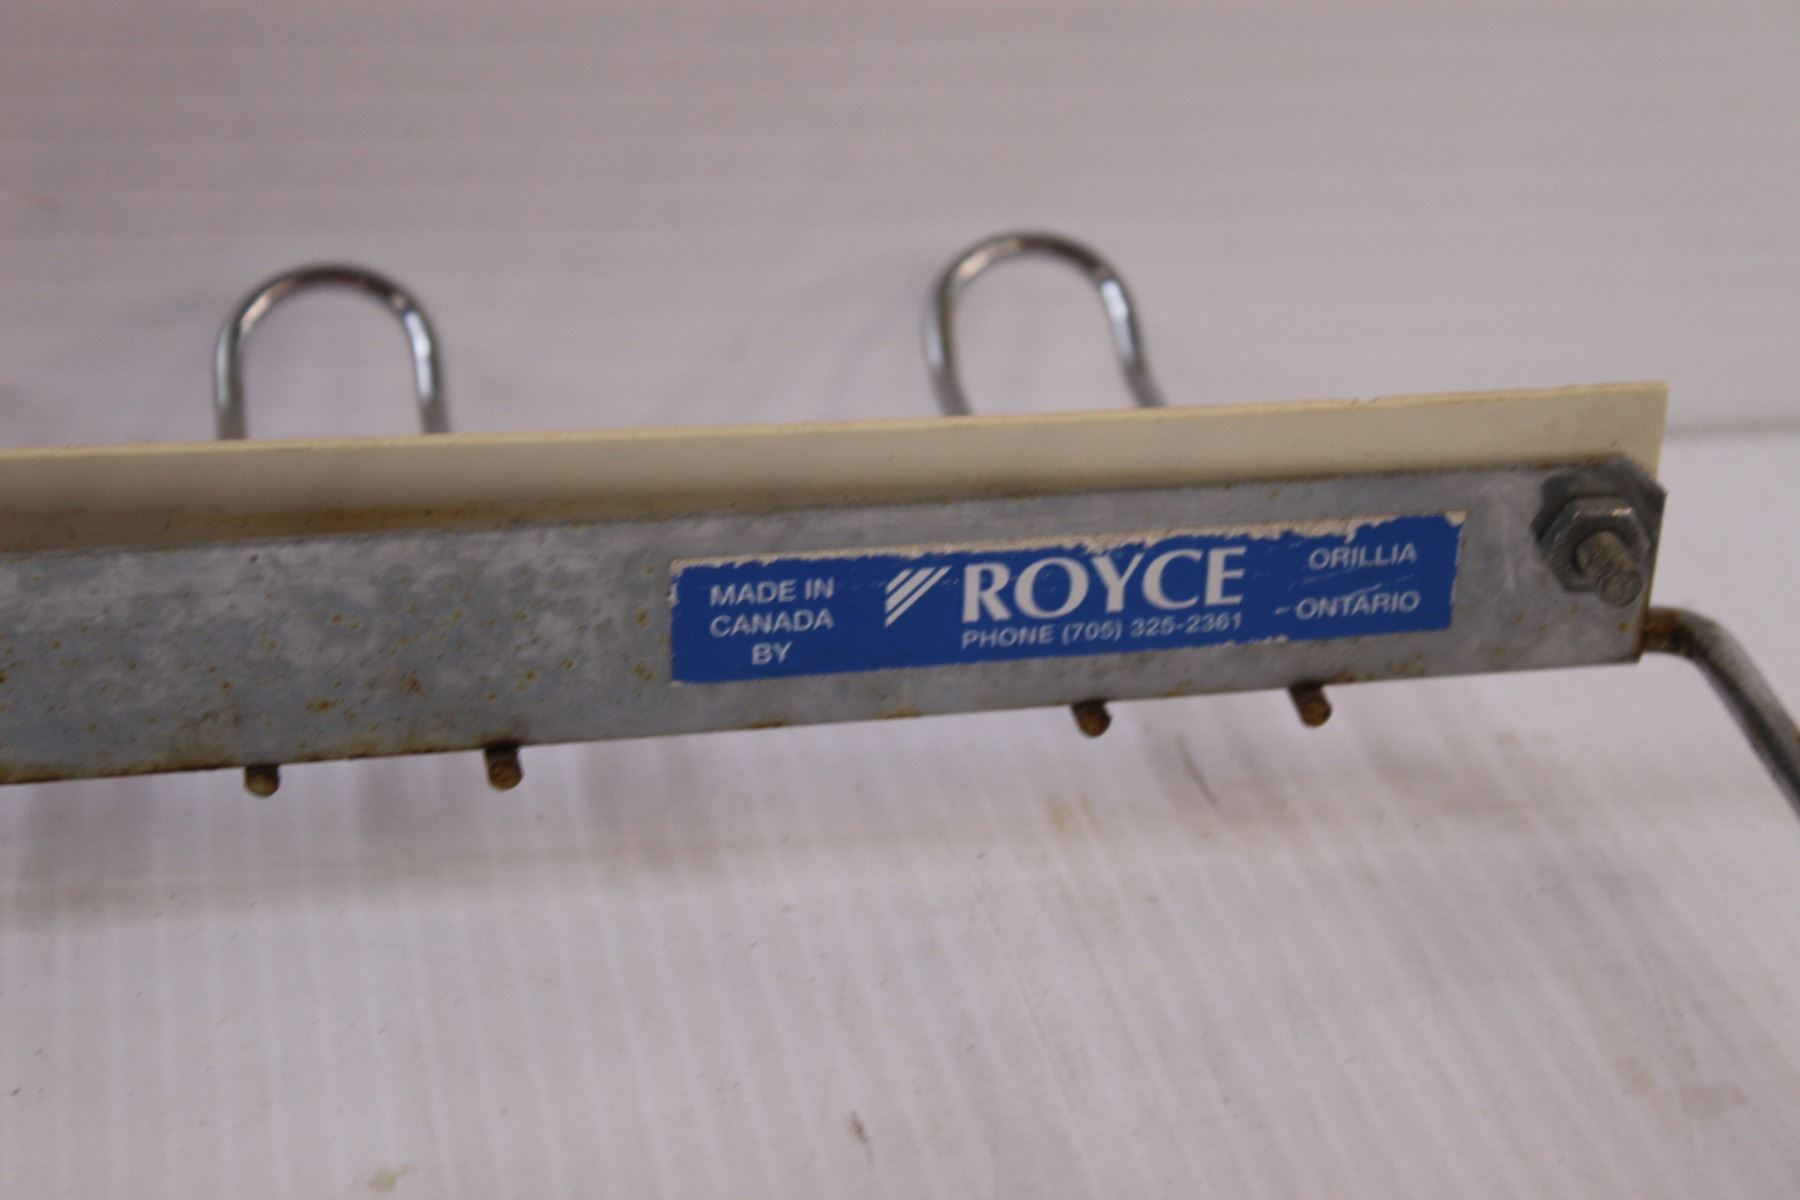 MADE IN
CANADA
BY
ROYCE
PHONE (705) 325-2361
ORILLIA
ONTARIO